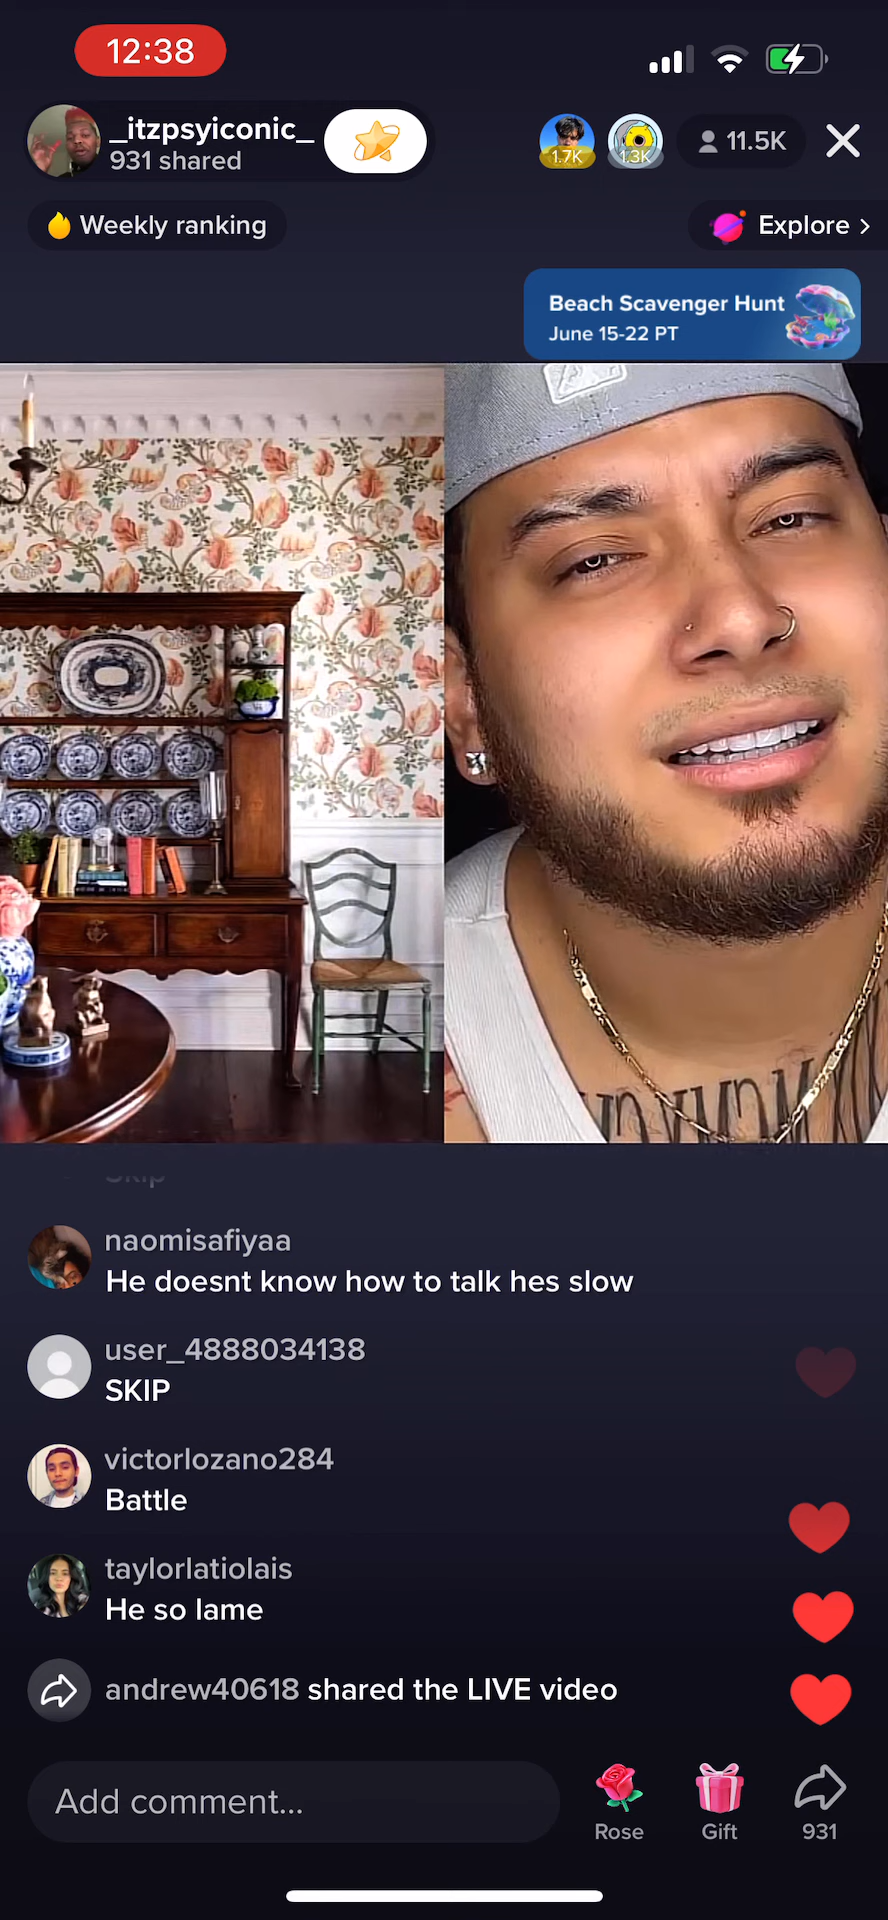 12:38
_itzpsyiconic_
931 shared
1.7K
1.3K
11.5K
Weekly ranking
Explore >
Beach Scavenger Hunt
June 15-22 PT
Skip
naomisafiyaa
He doesnt know how to talk hes slow
user_4888034138
SKIP
victorlozano284
Battle
taylorlatiolais
He so lame
andrew40618 shared the LIVE video
Add comment...
Rose
Gift
931